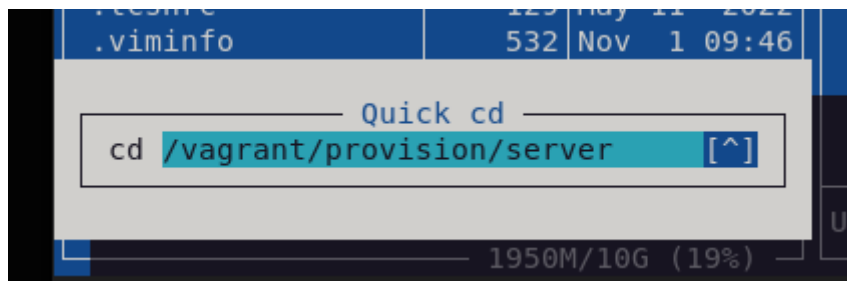 .viminfo 532 Nov 1 09:46
Quick cd
cd /vagrant/provision/server [^]
1950M/10G (19%)